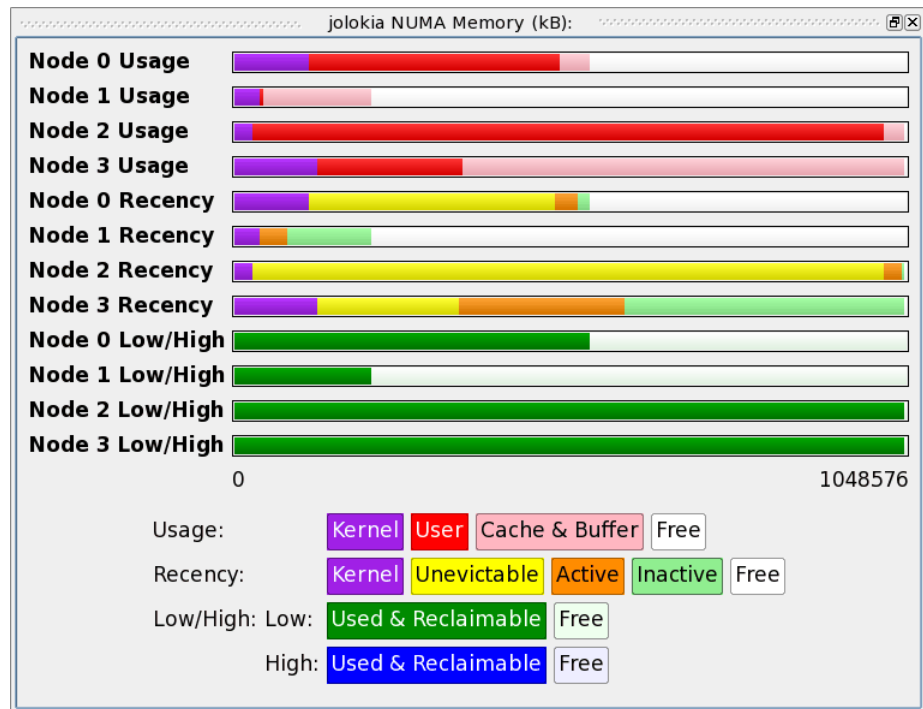 jolokia NUMA Memory (kB):
Node 0 Usage
Node 1 Usage
Node 2 Usage
Node 3 Usage
Node 0 Recency
Node 1 Recency
Node 2 Recency
Node 3 Recency
Node 0 Low/High
Node 1 Low/High
Node 2 Low/High
Node 3 Low/High
0 1048576
Usage: Kernel User Cache & Buffer Free
Recency: Kernel Unevictable Active Inactive Free
Low/High: Low: Used & Reclaimable Free
High: Used & Reclaimable Free